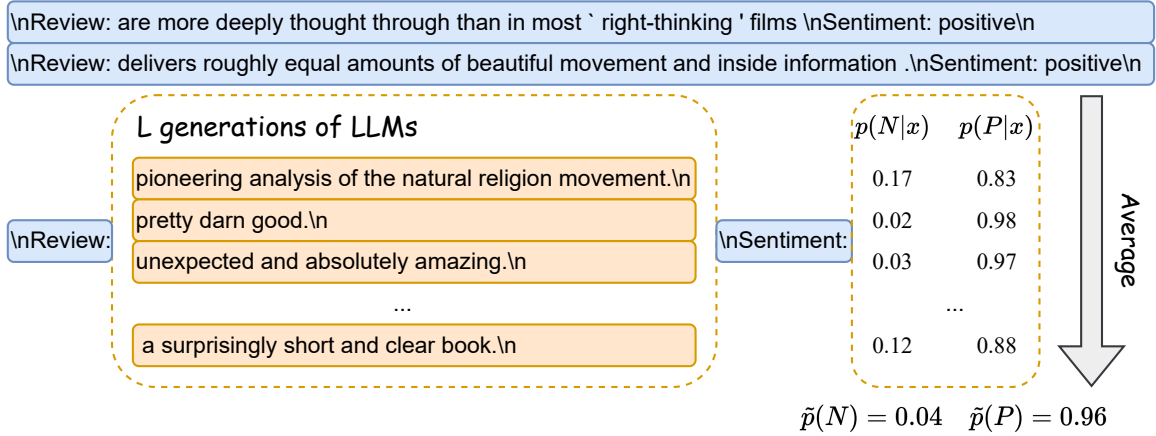 \nReview: are more deeply thought through than in most ` right-thinking ' films \nSentiment: positive\n
\nReview: delivers roughly equal amounts of beautiful movement and inside information .\nSentiment: positive\n
L generations of LLMs
p(N|x) p(P|x)
pioneering analysis of the natural religion movement.\n
0.17 0.83
pretty darn good.\n
0.02 0.98
\nReview:
\nSentiment:
unexpected and absolutely amazing.\n
0.03 0.97
...
...
a surprisingly short and clear book.\n
0.12 0.88
Average
p̃(N) = 0.04 p̃(P) = 0.96